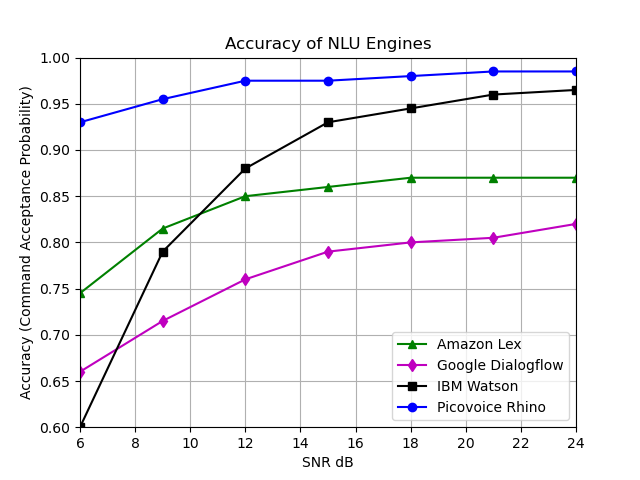 Accuracy of NLU Engines
Accuracy (Command Acceptance Probability)
1.00
0.95
0.90
0.85
0.80
0.75
0.70
0.65
0.60
Amazon Lex
Google Dialogflow
IBM Watson
Picovoice Rhino
6 8 10 12 14 16 18 20 22 24
SNR dB